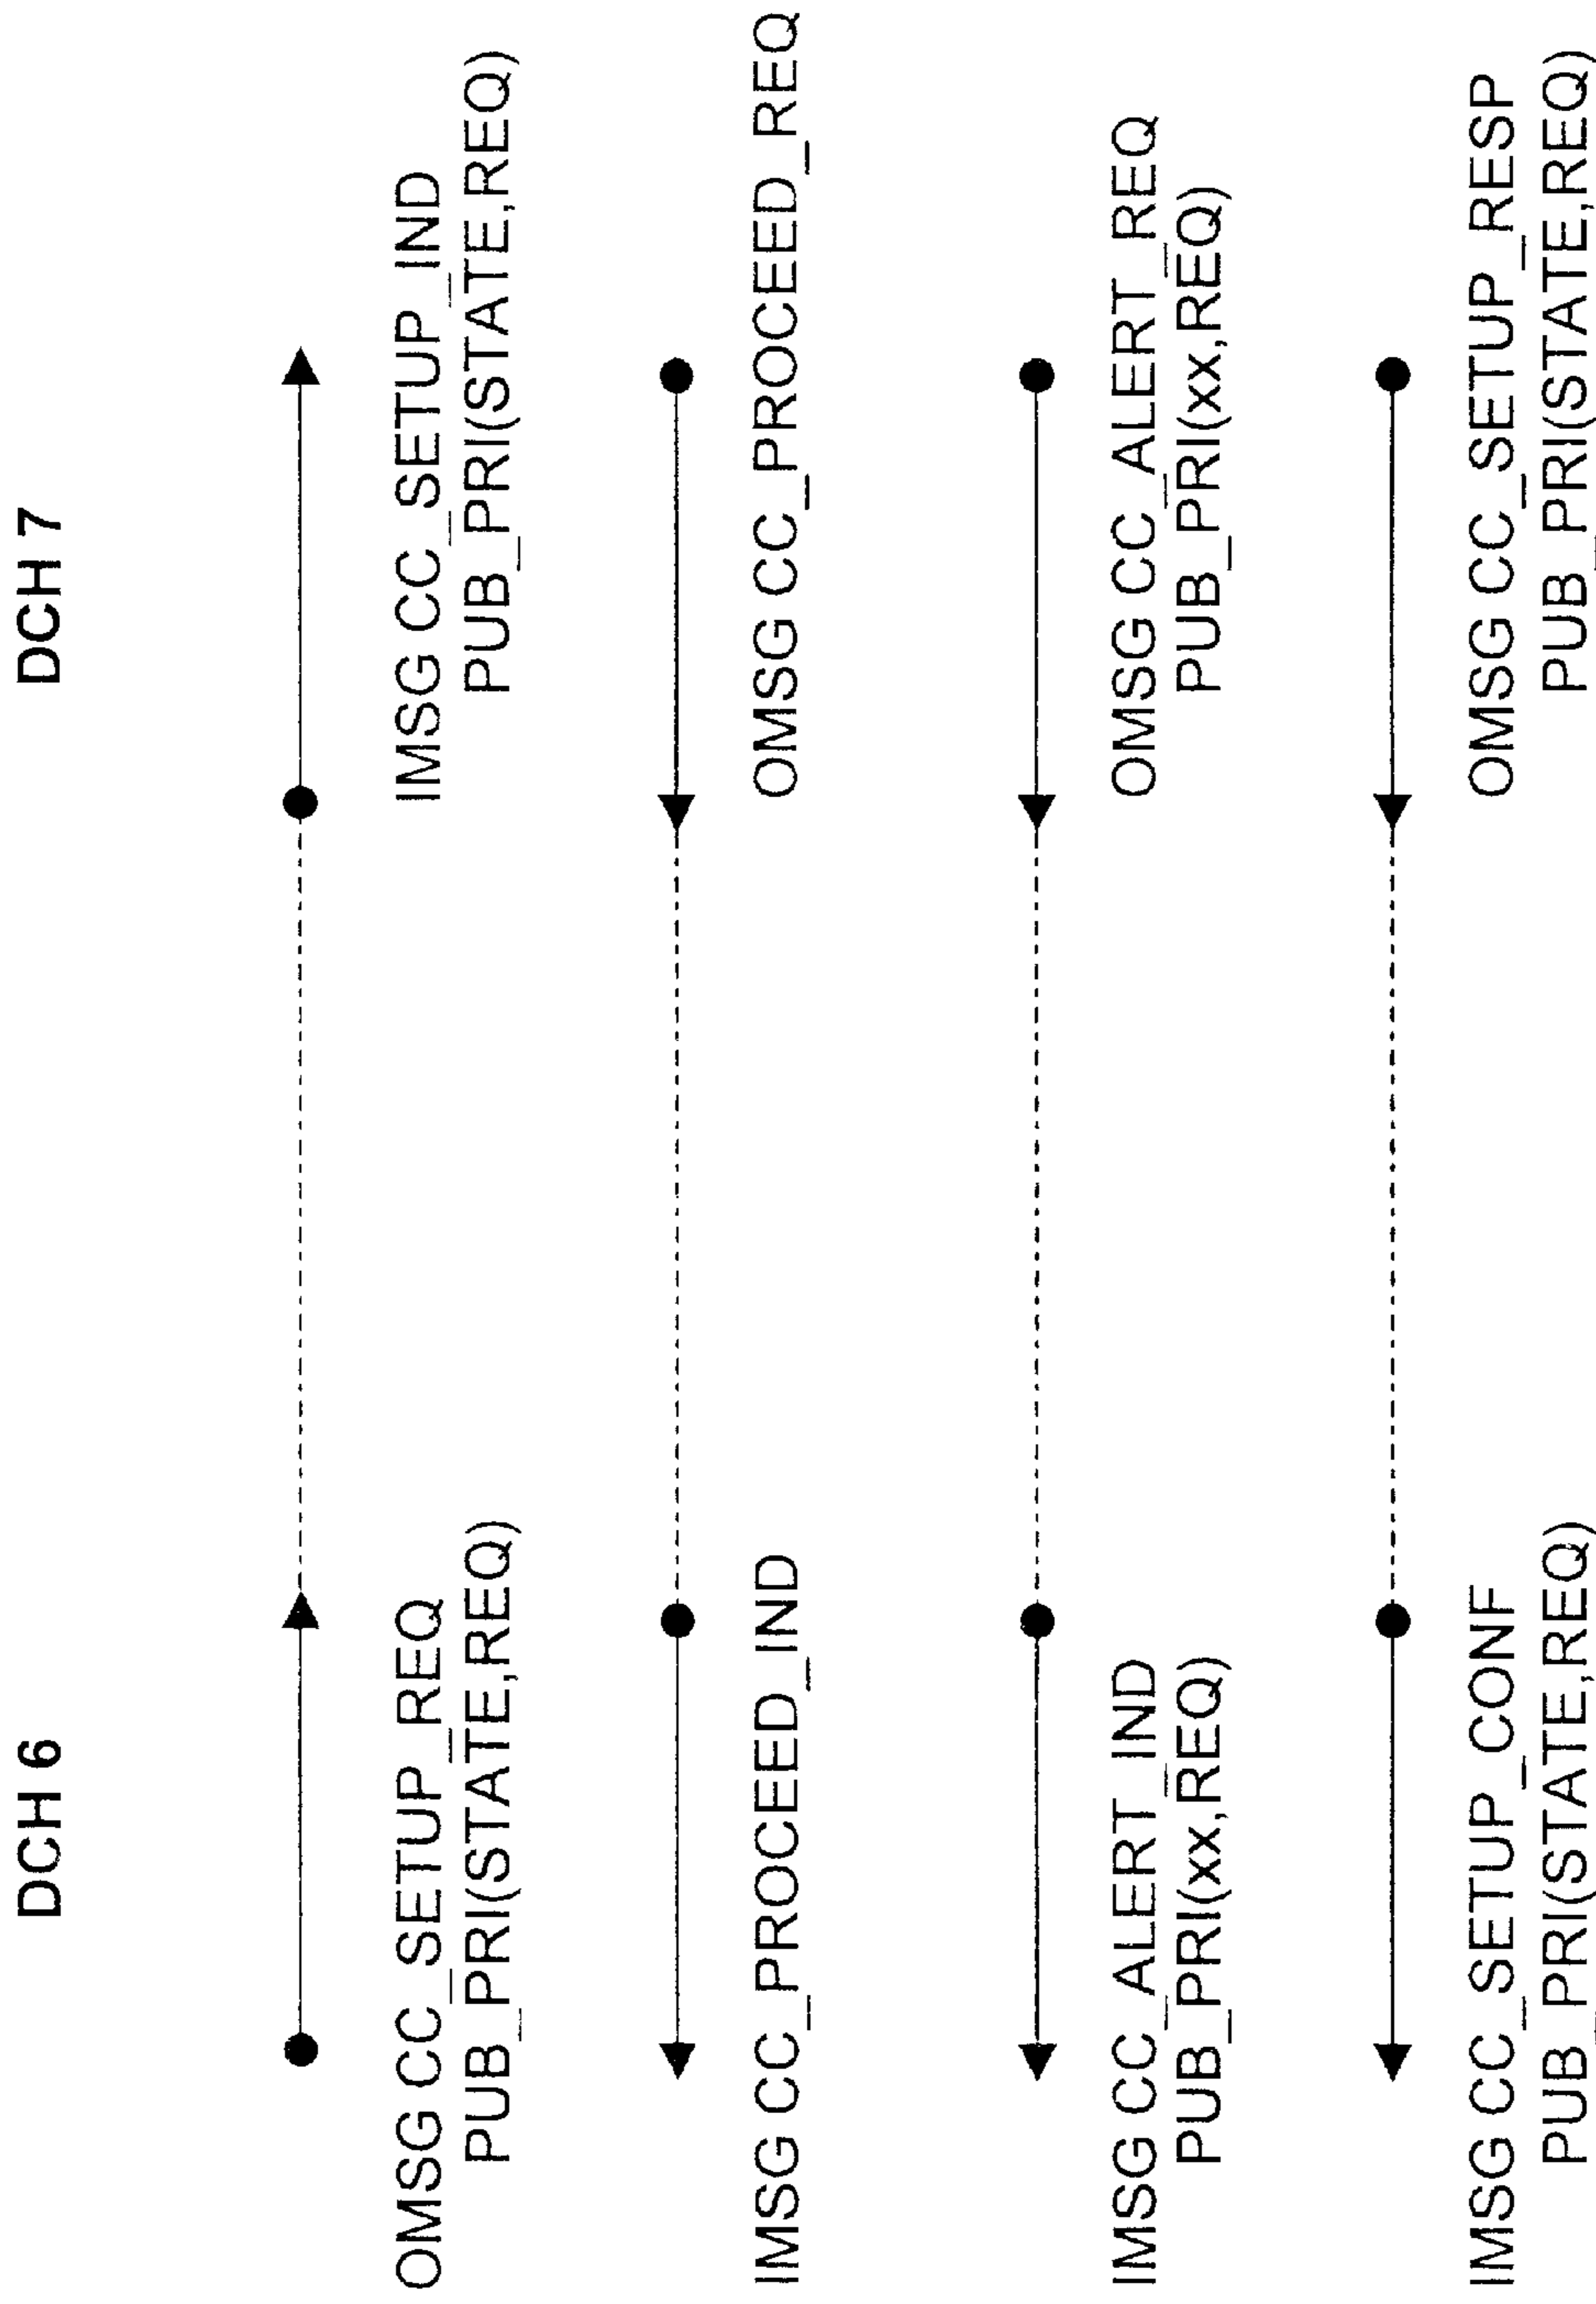 DCH 6
DCH 7
OMSG CC_SETUP_REQ
PUB_PRI(STATE,REQ)
IMSG CC_SETUP_IND
PUB_PRI(STATE,REQ)
IMSG CC_PROCEED_IND
OMSG CC_PROCEED_REQ
IMSG CC_ALERT_IND
PUB_PRI(xx,REQ)
OMSG CC_ALERT_REQ
PUB_PRI(xx,REQ)
IMSG CC_SETUP_CONF
PUB_PRI(STATE,REQ)
OMSG CC_SETUP_RESP
PUB_PRI(STATE,REQ)